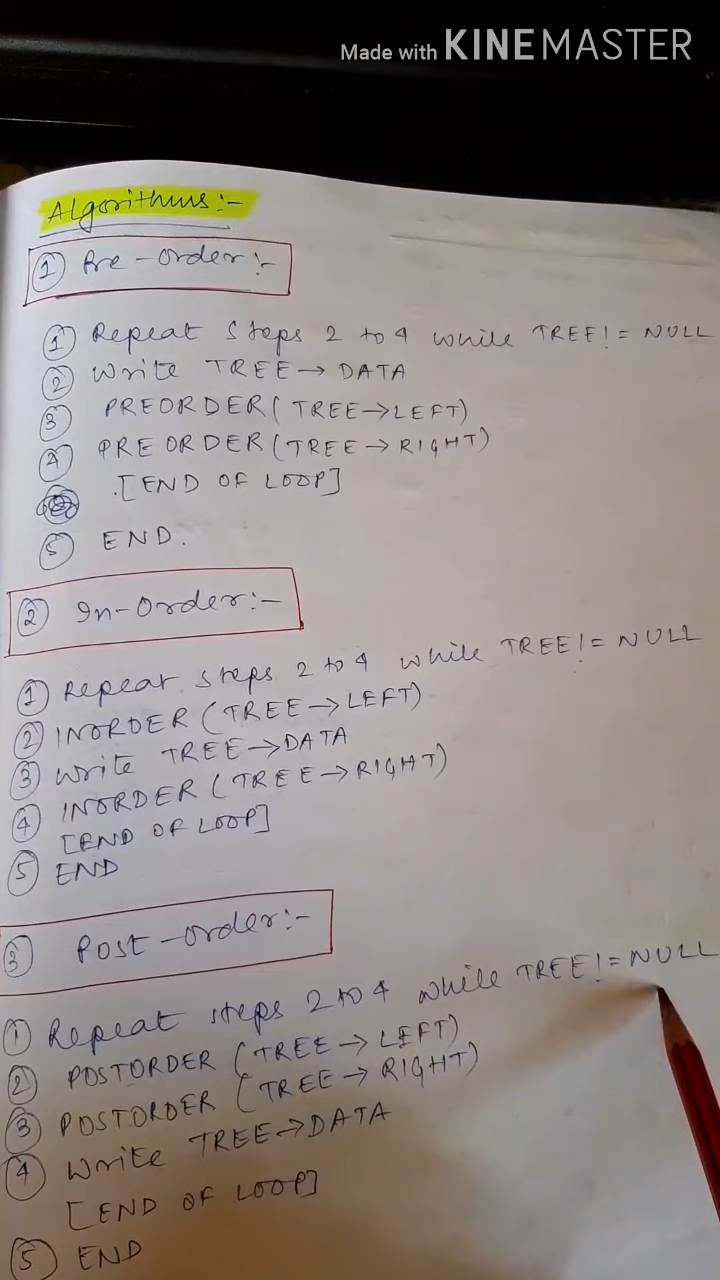 Made with KINEMASTER
Algorithms:-
① Pre-order:-
① Repeat steps 2 to 4 while TREE != NULL
② Write TREE→DATA
③ PREORDER(TREE→LEFT)
④ PREORDER(TREE→RIGHT)
.[END OF LOOP]
⑤ END.
② In-Order:-
① Repeat steps 2 to 4 while TREE != NULL
② INORDER(TREE→LEFT)
③ Write TREE→DATA
④ INORDER(TREE→RIGHT)
[END OF LOOP]
⑤ END
③ Post-order:-
① Repeat steps 2 to 4 while TREE != NULL
② POSTORDER (TREE→LEFT)
③ POSTORDER (TREE→RIGHT)
④ Write TREE→DATA
[END OF LOOP]
⑤ END